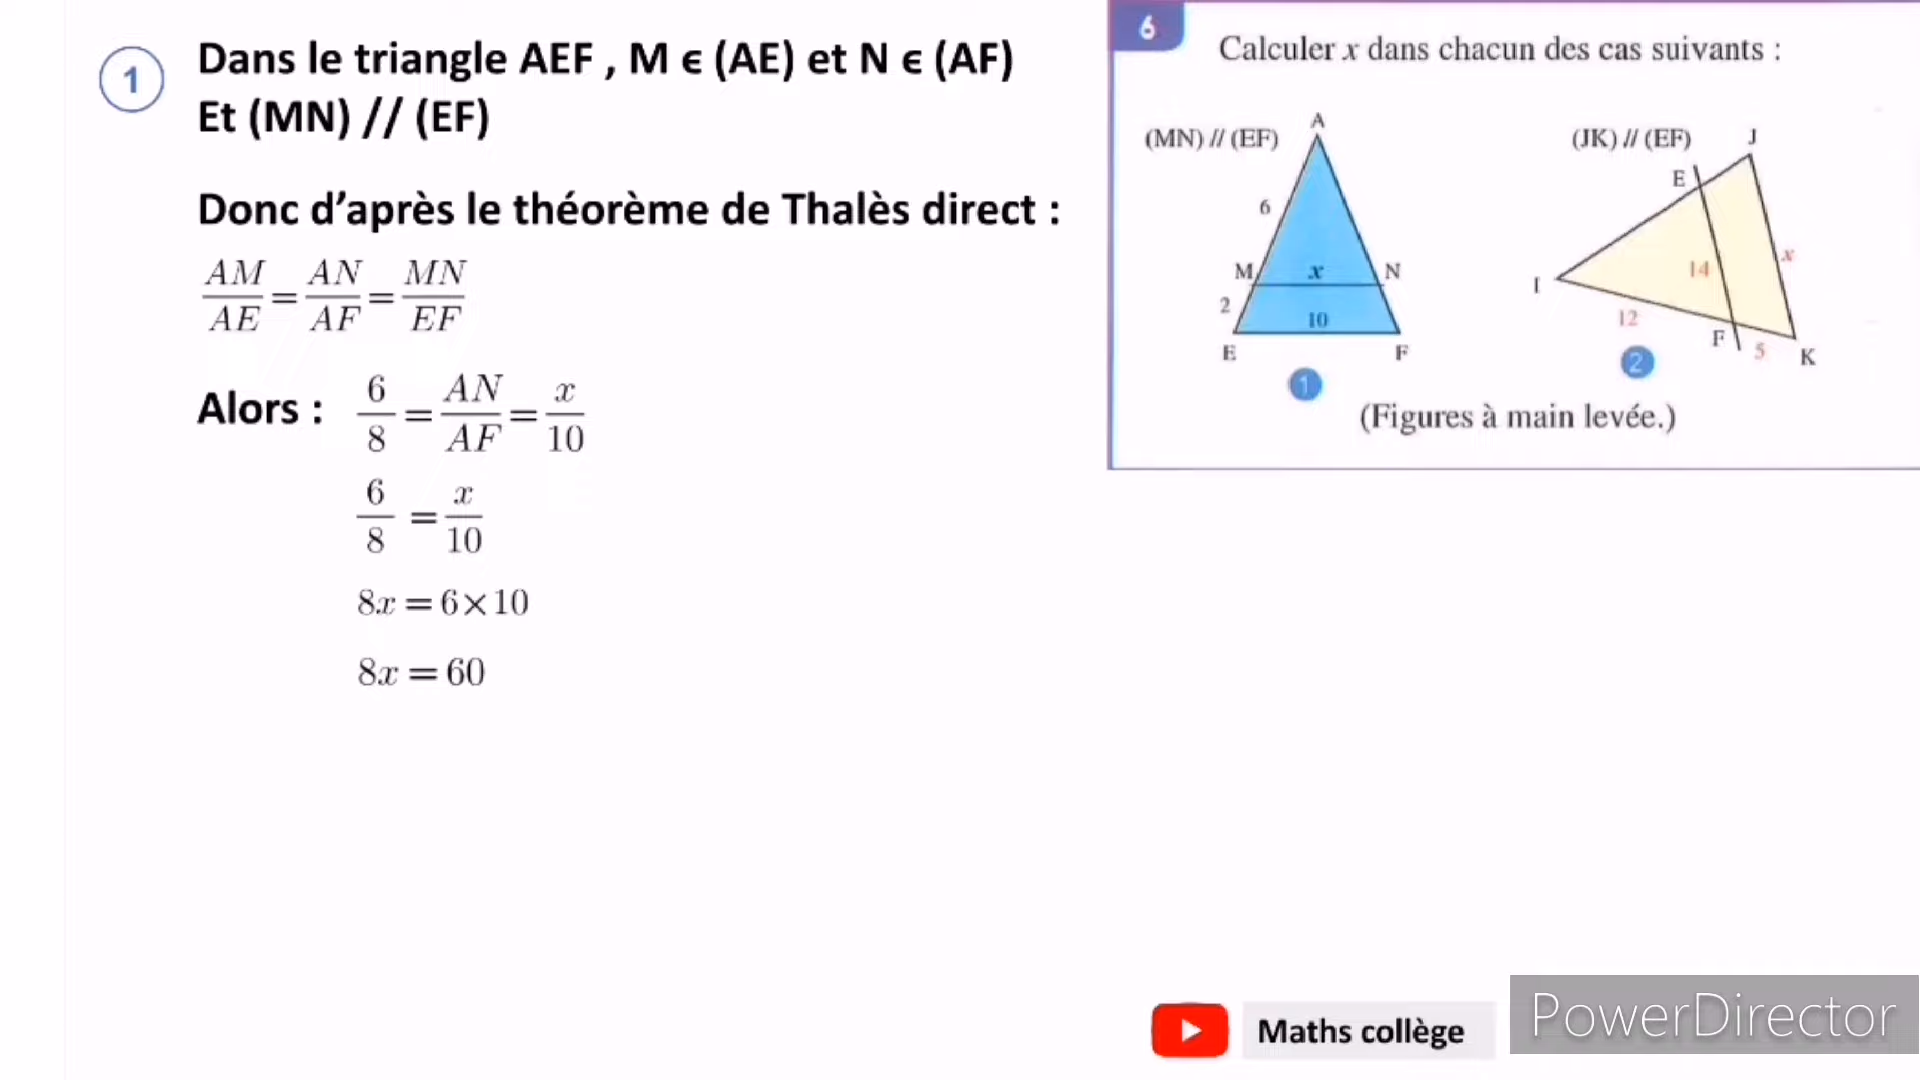 1
Dans le triangle AEF , M ϵ (AE) et N ϵ (AF)
Et (MN) // (EF)
Donc d’après le théorème de Thalès direct :
AM/AE = AN/AF = MN/EF
Alors : 6/8 = AN/AF = x/10
6/8 = x/10
8x = 6×10
8x = 60
6
Calculer x dans chacun des cas suivants :
(MN) // (EF)
A
6
M
x
N
2
10
E
F
1
(JK) // (EF)
J
E
14
x
I
12
F
5
K
2
(Figures à main levée.)
Maths collège
PowerDirector